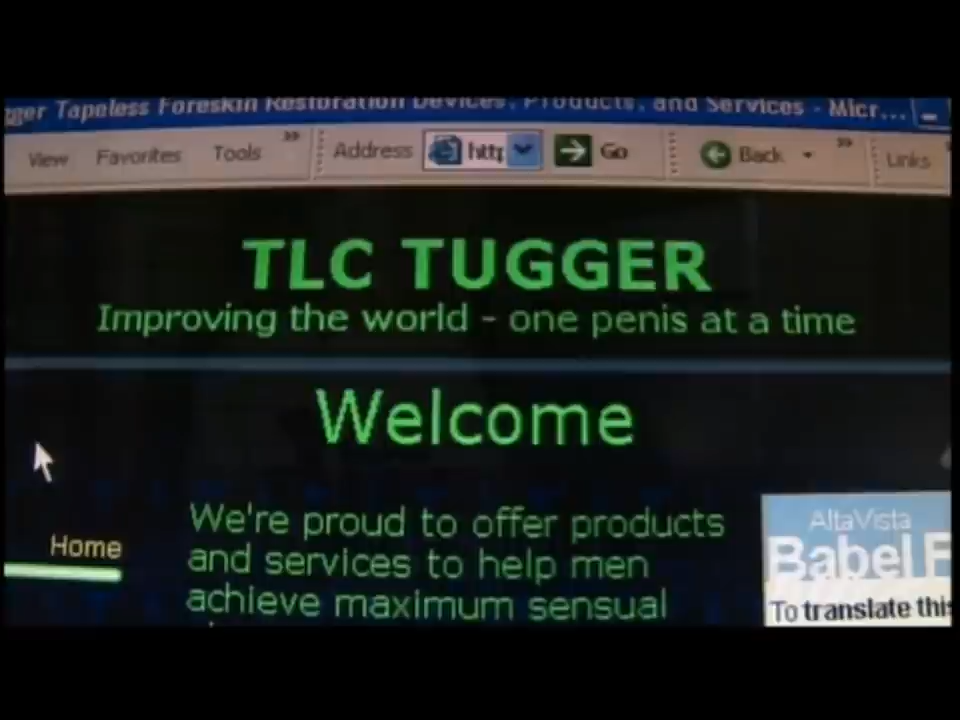 Tapeless Foreskin Restoration Devices, Products, and Services - Micr...
View Favorites Tools » Address http Go Back » Links
TLC TUGGER
Improving the world - one penis at a time
Welcome
Home
We're proud to offer products
and services to help men
achieve maximum sensual
AltaVista
Babel F
To translate this